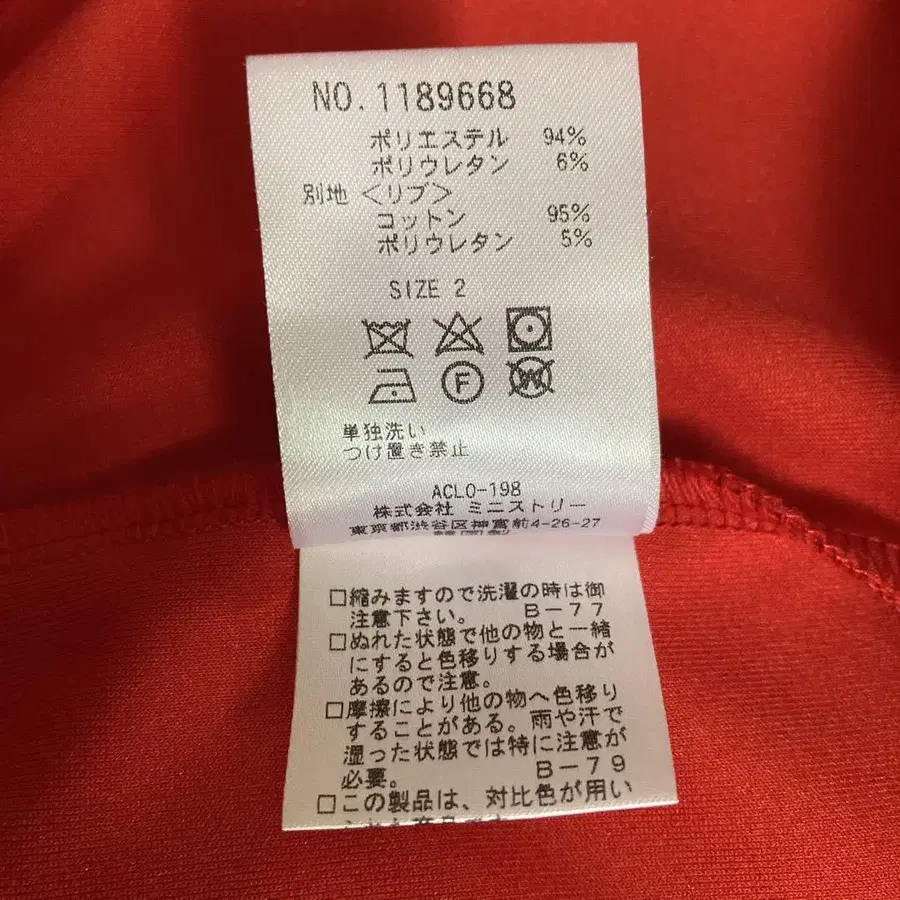 NO.1189668
ポリエステル 94%
ポリウレタン 6%
別地 <リブ>
コットン 95%
ポリウレタン 5%
SIZE 2
F
W
単独洗い
つけ置き禁止
ACLO-198
株式会社 ミニストリー
東京都渋谷区神宮前4-26-27
□縮みますので洗濯の時は御
注意下さい。 B-77
□ぬれた状態で他の物と一緒
にすると色移りする場合が
あるので注意。
□摩擦により他の物へ色移り
することがある。雨や汗で
湿った状態では特に注意が
必要。 B-79
□この製品は、対比色が用い